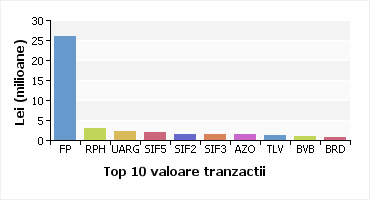 Lei (milioane)
30
25
20
15
10
5
0
FP RPH UARG SIF5 SIF2 SIF3 AZO TLV BVB BRD
Top 10 valoare tranzactii